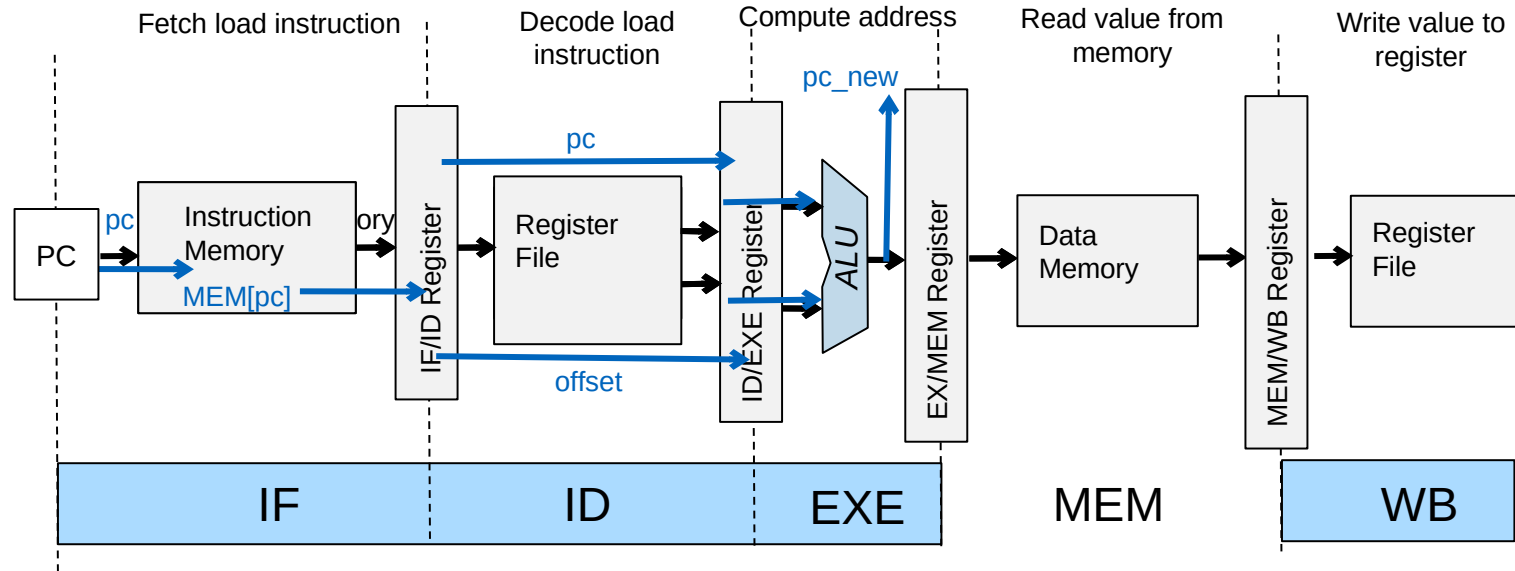 Fetch load instruction
Decode load
instruction
Compute address
Read value from
memory
Write value to
register
pc_new
pc
pc
PC
Instruction
Memory
ory
MEM[pc]
IF/ID Register
Register
File
offset
ID/EXE Register
ALU
EX/MEM Register
Data
Memory
MEM/WB Register
Register
File
IF
ID
EXE
MEM
WB